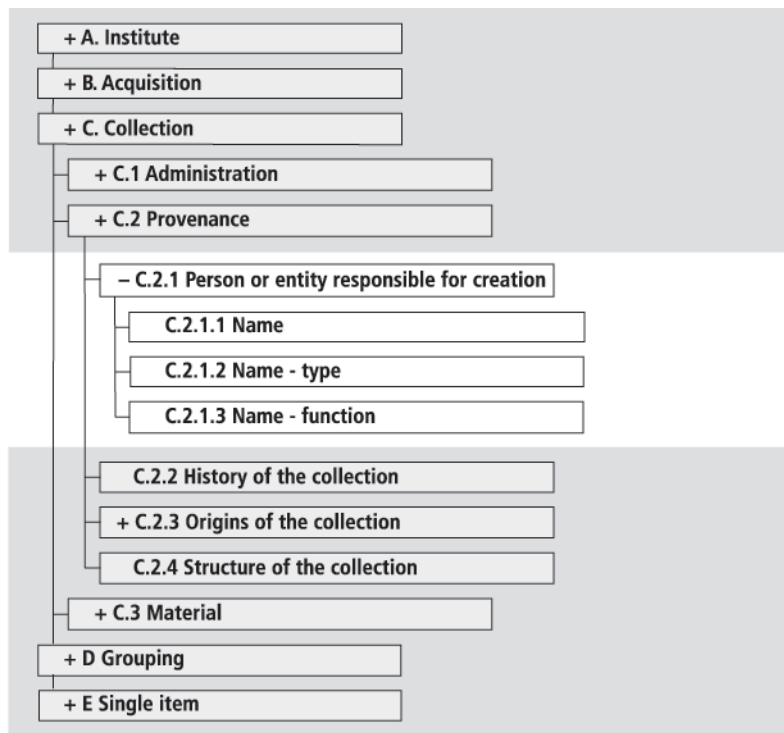 + A. Institute
+ B. Acquisition
+ C. Collection
+ C.1 Administration
+ C.2 Provenance
– C.2.1 Person or entity responsible for creation
C.2.1.1 Name
C.2.1.2 Name - type
C.2.1.3 Name - function
C.2.2 History of the collection
+ C.2.3 Origins of the collection
C.2.4 Structure of the collection
+ C.3 Material
+ D Grouping
+ E Single item